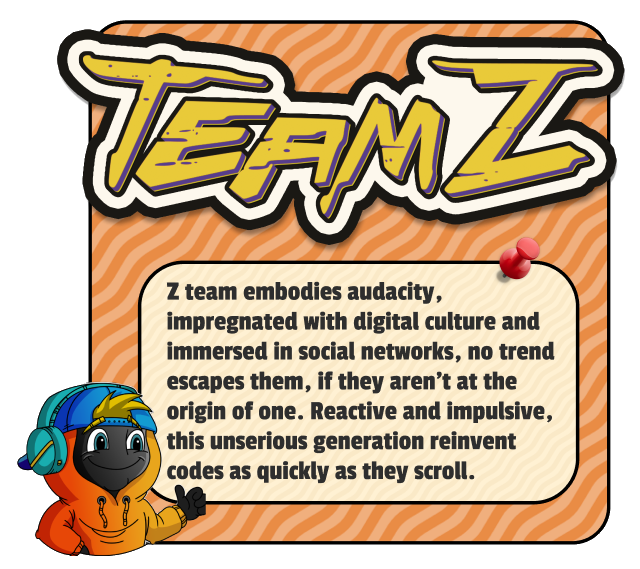 TEAM Z
Z team embodies audacity,
impregnated with digital culture and
immersed in social networks, no trend
escapes them, if they aren't at the
origin of one. Reactive and impulsive,
this unserious generation reinvent
codes as quickly as they scroll.